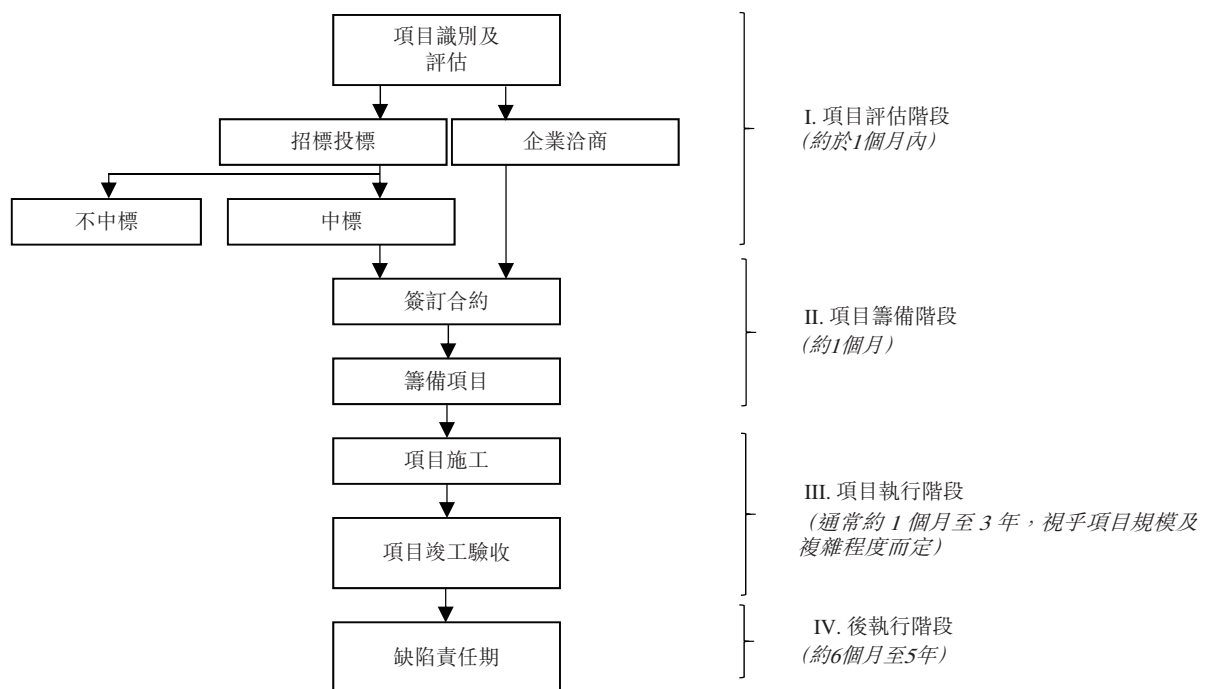 項目識別及
評估
招標投標
企業洽商
不中標
中標
簽訂合約
籌備項目
項目施工
項目竣工驗收
缺陷責任期
I. 項目評估階段
(約於1個月內)
II. 項目籌備階段
(約1個月)
III. 項目執行階段
(通常約 1 個月至 3 年，視乎項目規模及
複雜程度而定)
IV. 後執行階段
(約6個月至5年)